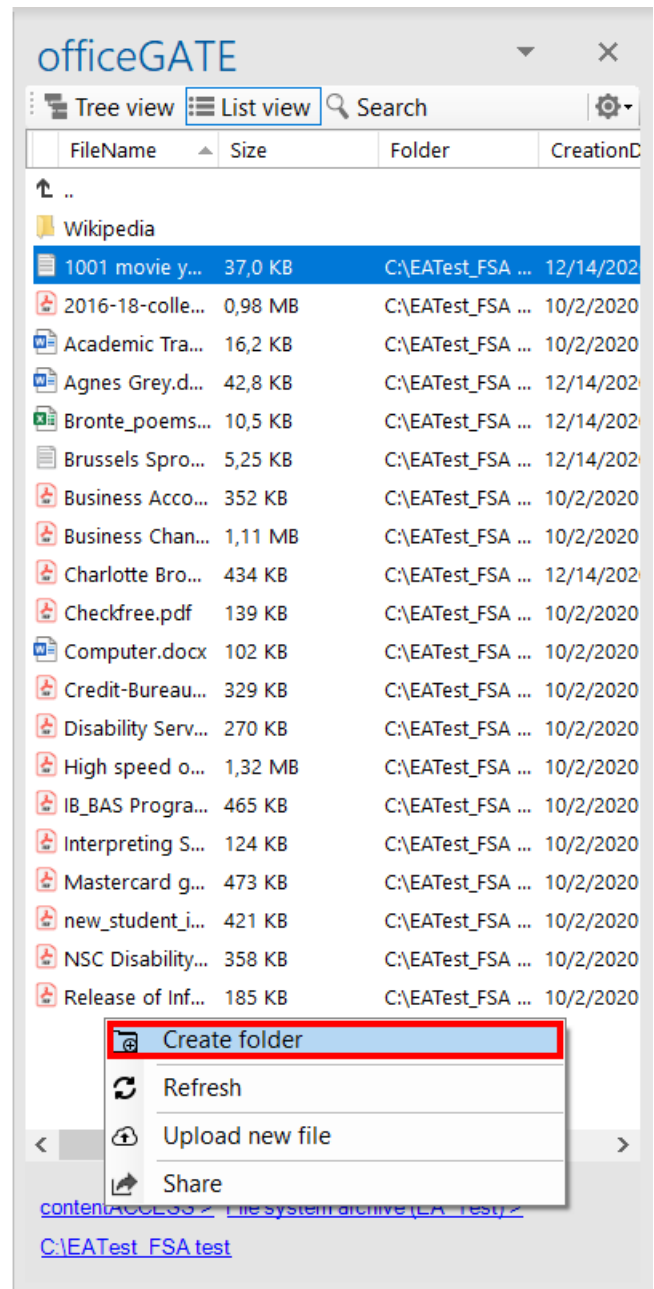 officeGATE
Tree view List view Search
FileName Size Folder CreationD
..
Wikipedia
1001 movie y... 37,0 KB C:\EATest_FSA ... 12/14/202
2016-18-colle... 0,98 MB C:\EATest_FSA ... 10/2/2020
Academic Tra... 16,2 KB C:\EATest_FSA ... 10/2/2020
Agnes Grey.d... 42,8 KB C:\EATest_FSA ... 12/14/202
Bronte_poems... 10,5 KB C:\EATest_FSA ... 12/14/202
Brussels Spro... 5,25 KB C:\EATest_FSA ... 12/14/202
Business Acco... 352 KB C:\EATest_FSA ... 10/2/2020
Business Chan... 1,11 MB C:\EATest_FSA ... 10/2/2020
Charlotte Bro... 434 KB C:\EATest_FSA ... 12/14/202
Checkfree.pdf 139 KB C:\EATest_FSA ... 10/2/2020
Computer.docx 102 KB C:\EATest_FSA ... 10/2/2020
Credit-Bureau... 329 KB C:\EATest_FSA ... 10/2/2020
Disability Serv... 270 KB C:\EATest_FSA ... 10/2/2020
High speed o... 1,32 MB C:\EATest_FSA ... 10/2/2020
IB_BAS Progra... 465 KB C:\EATest_FSA ... 10/2/2020
Interpreting S... 124 KB C:\EATest_FSA ... 10/2/2020
Mastercard g... 473 KB C:\EATest_FSA ... 10/2/2020
new_student_i... 421 KB C:\EATest_FSA ... 10/2/2020
NSC Disability... 358 KB C:\EATest_FSA ... 10/2/2020
Release of Inf... 185 KB C:\EATest_FSA ... 10/2/2020
Create folder
Refresh
Upload new file
Share
contentACCESS > File system archive (EA_Test) >
C:\EATest_FSA test